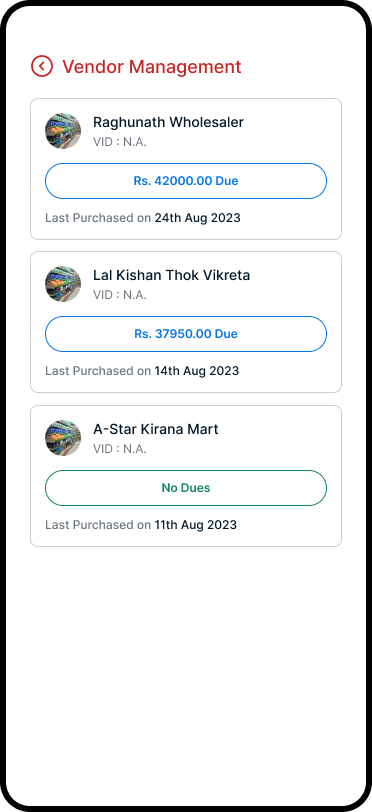 Vendor Management
Raghunath Wholesaler
VID : N.A.
Rs. 42000.00 Due
Last Purchased on 24th Aug 2023
Lal Kishan Thok Vikreta
VID : N.A.
Rs. 37950.00 Due
Last Purchased on 14th Aug 2023
A-Star Kirana Mart
VID : N.A.
No Dues
Last Purchased on 11th Aug 2023